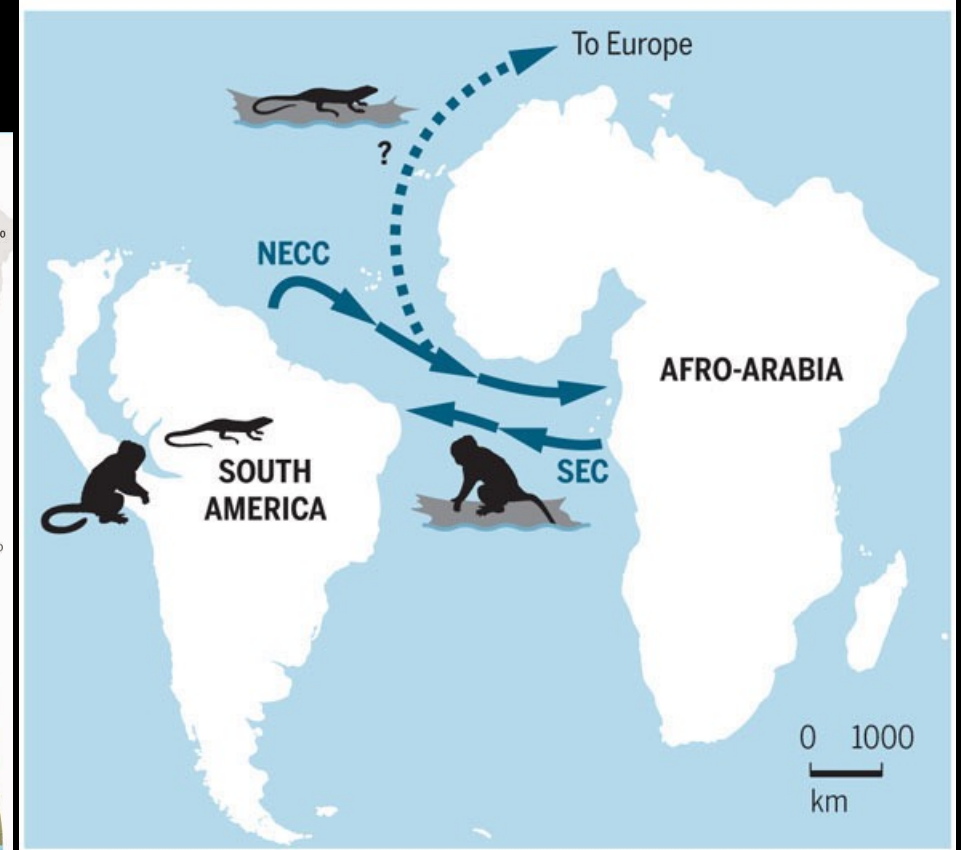 To Europe
?
NECC
AFRO-ARABIA
SOUTH
AMERICA
SEC
0 1000
km